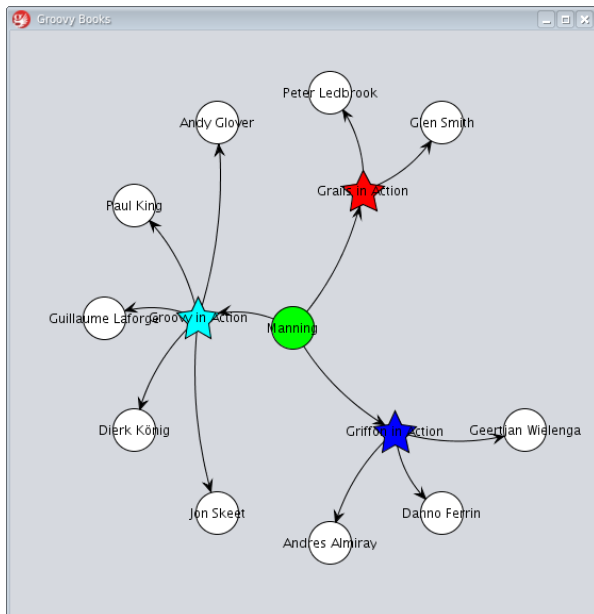 Groovy Books
Peter Ledbrook
Andy Glover
Glen Smith
Grails in Action
Paul King
Guillaume Laforge
Groovy in Action
Manning
Dierk König
Griffon in Action
Geertjan Wielenga
Jon Skeet
Danno Ferrin
Andres Almiray